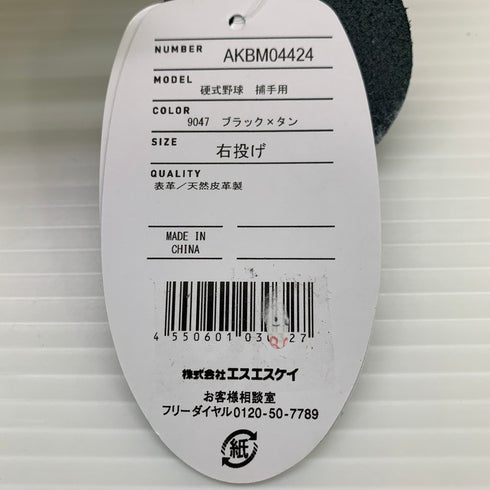 NUMBER AKBM04424
MODEL
硬式野球 捕手用
COLOR
9047 ブラック×タン
SIZE
右投げ
QUALITY
表革／天然皮革製
MADE IN
CHINA
4 550601
株式会社エスエスケイ
お客様相談室
フリーダイヤル0120-50-7789
紙